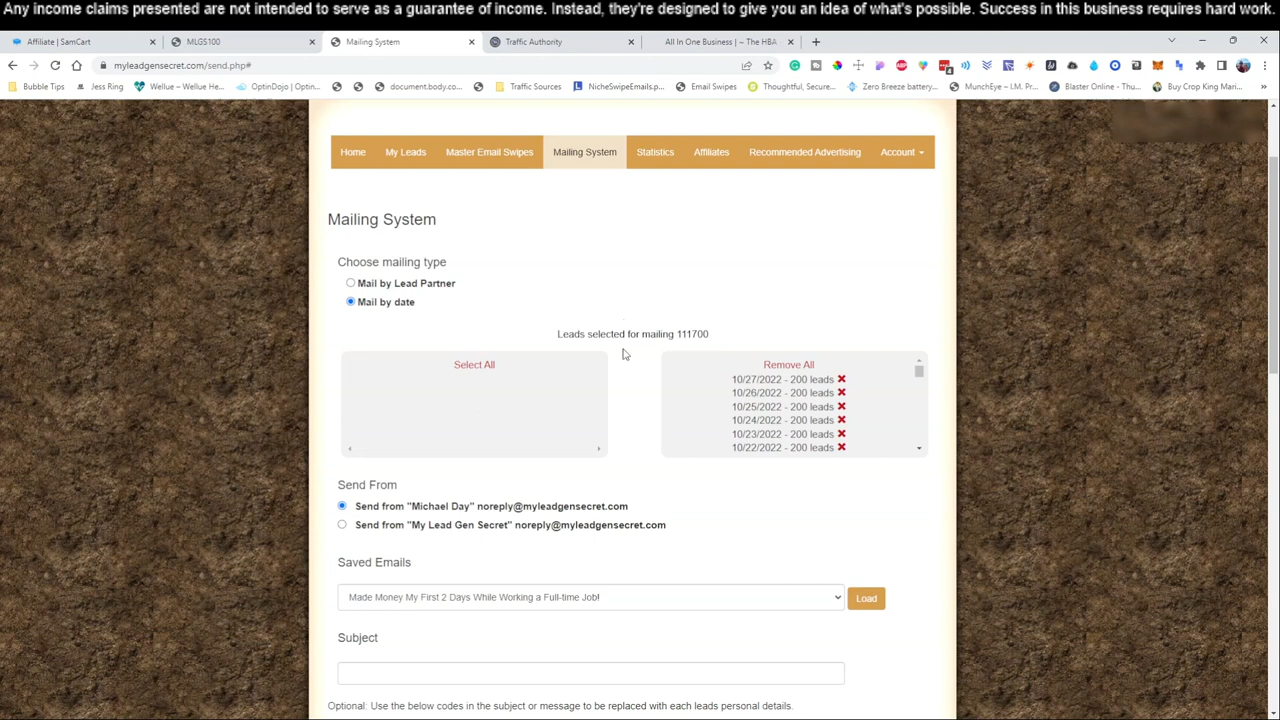 Any income claims presented are not intended to serve as a guarantee of income. Instead, they're designed to give you an idea of what's possible. Success in this business requires hard work.
Affiliate | SamCart
MLGS100
Mailing System
Traffic Authority
All In One Business | – The HBA
myleadgensecret.com/send.php#
Bubble Tips
Jess Ring
Wellue – Wellue He...
OptinDojo | Optin...
document.body.co...
Traffic Sources
NicheSwipeEmails.p...
Email Swipes
Thoughtful, Secure...
Zero Breeze battery...
MunchEye – I.M. Pr...
Blaster Online - Thu...
Buy Crop King Mari...
Home
My Leads
Master Email Swipes
Mailing System
Statistics
Affiliates
Recommended Advertising
Account
Mailing System
Choose mailing type
Mail by Lead Partner
Mail by date
Leads selected for mailing 111700
Select All
Remove All
10/27/2022 - 200 leads
10/26/2022 - 200 leads
10/25/2022 - 200 leads
10/24/2022 - 200 leads
10/23/2022 - 200 leads
10/22/2022 - 200 leads
Send From
Send from "Michael Day" noreply@myleadgensecret.com
Send from "My Lead Gen Secret" noreply@myleadgensecret.com
Saved Emails
Made Money My First 2 Days While Working a Full-time Job!
Load
Subject
Optional: Use the below codes in the subject or message to be replaced with each leads personal details.